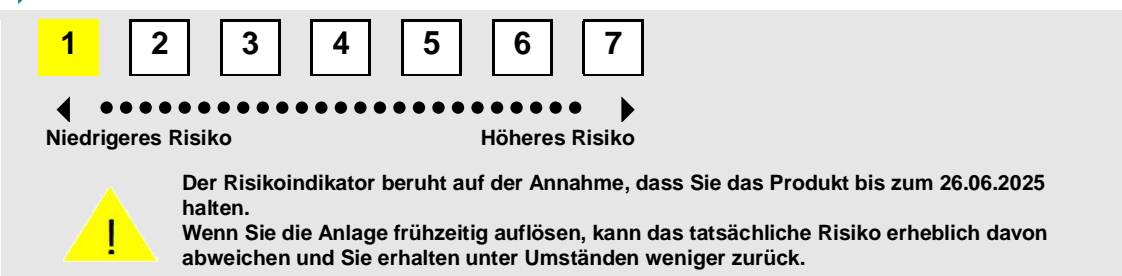 1 2 3 4 5 6 7
Niedrigeres Risiko Höheres Risiko
Der Risikoindikator beruht auf der Annahme, dass Sie das Produkt bis zum 26.06.2025
halten.
Wenn Sie die Anlage frühzeitig auflösen, kann das tatsächliche Risiko erheblich davon
abweichen und Sie erhalten unter Umständen weniger zurück.